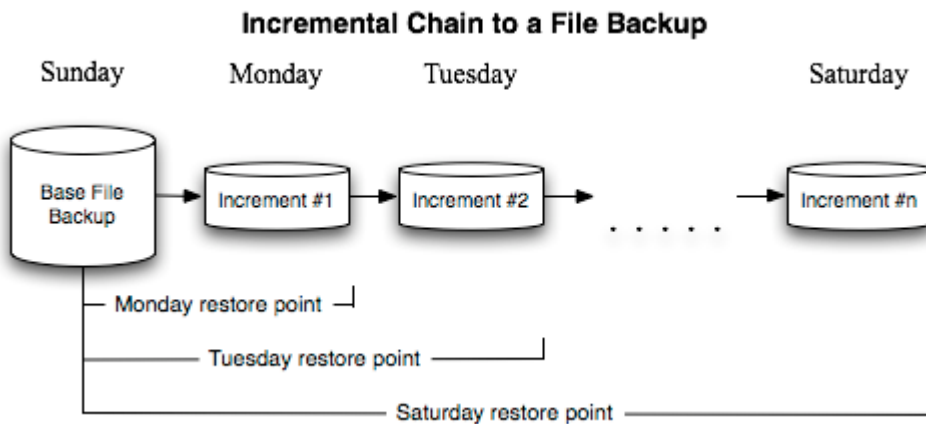 Incremental Chain to a File Backup
Sunday Monday Tuesday Saturday
Base File
Backup
Increment #1 Increment #2 . . . . . Increment #n
Monday restore point
Tuesday restore point
Saturday restore point